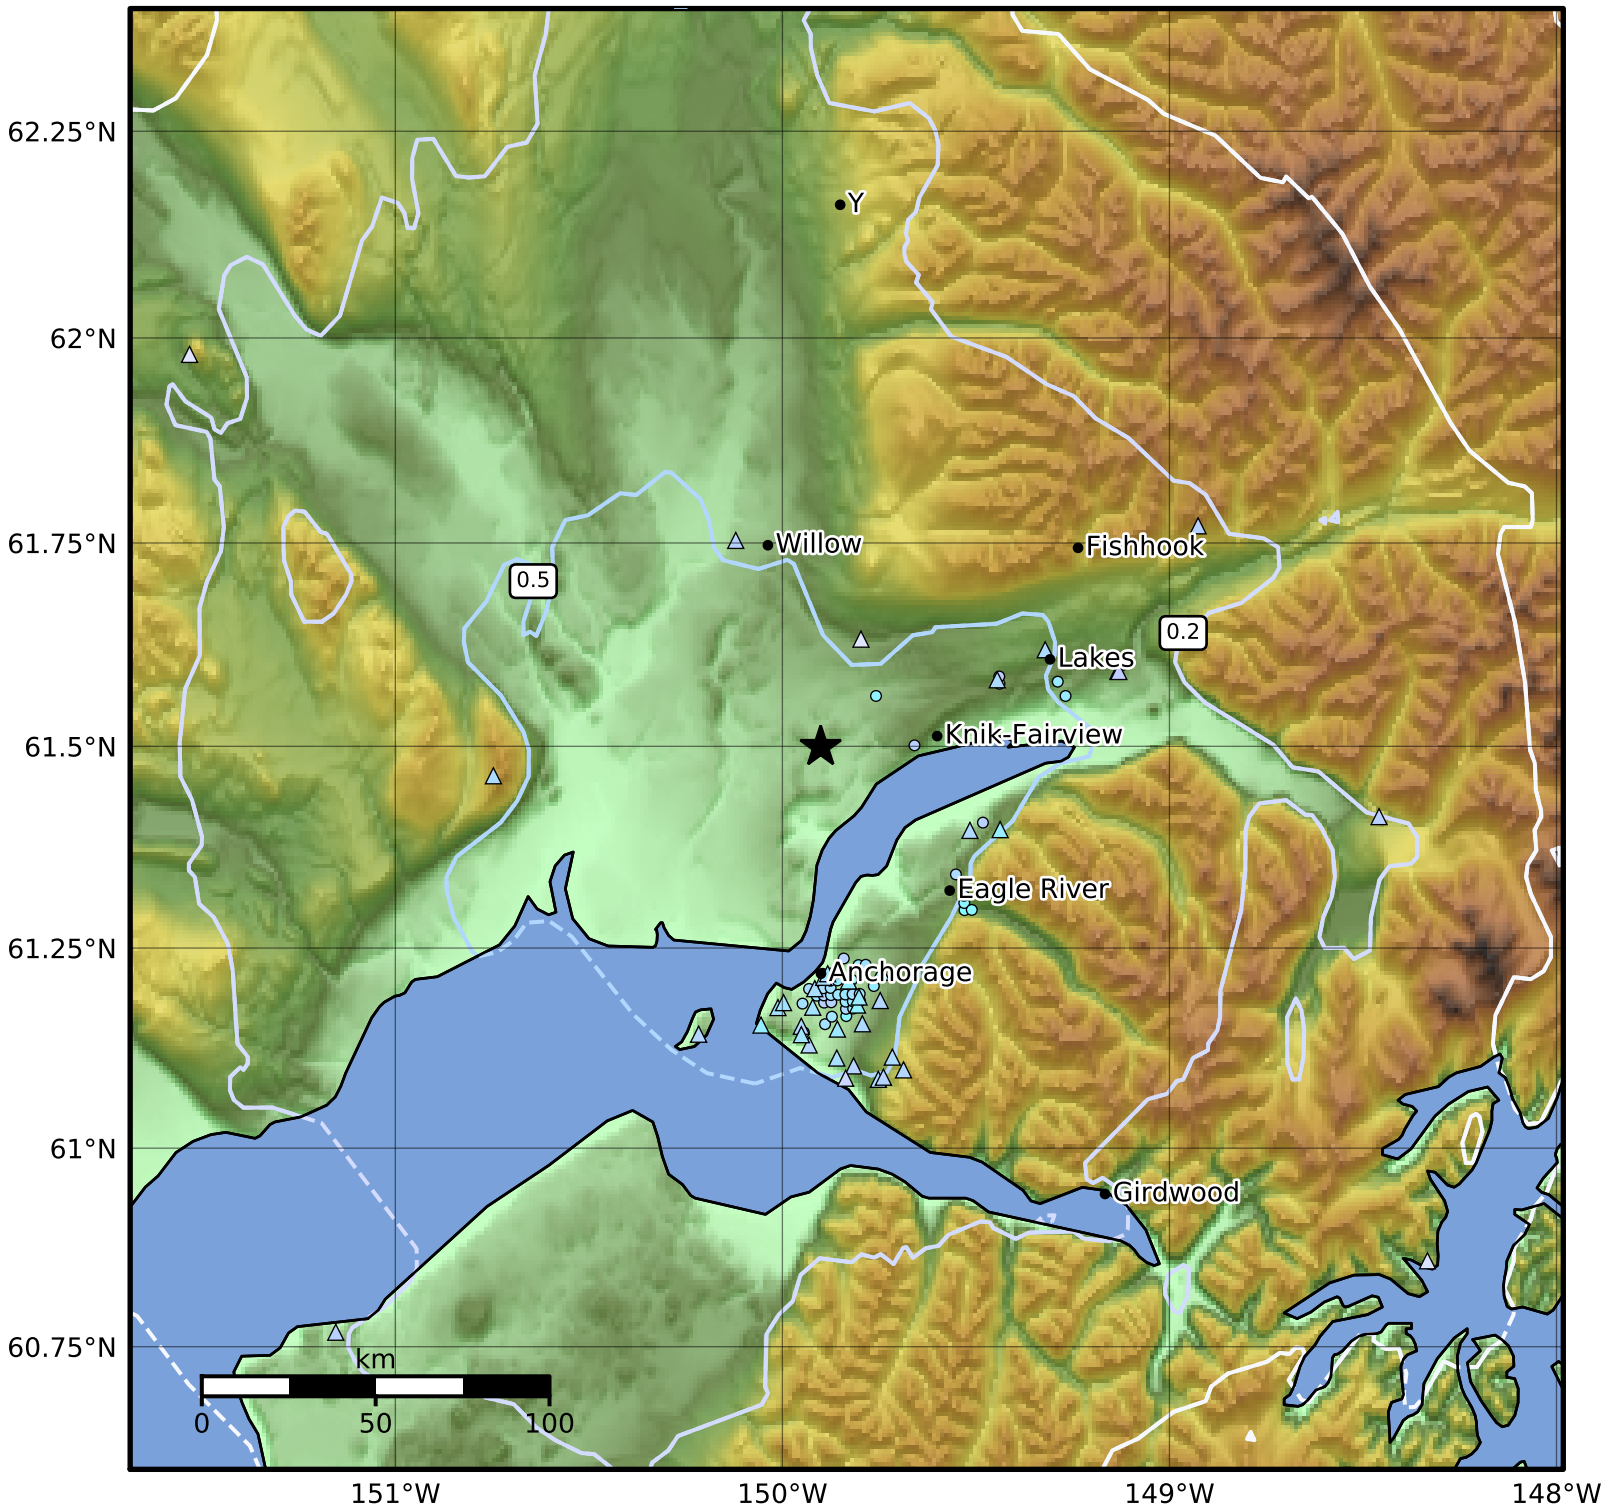 62.25°N
Y
62°N
61.75°N
Willow
Fishhook
0.5
0.2
Lakes
61.5°N
Knik-Fairview
Eagle River
61.25°N
Anchorage
61°N
Girdwood
60.75°N
km
0 50 100
151°W 150°W 149°W 148°W